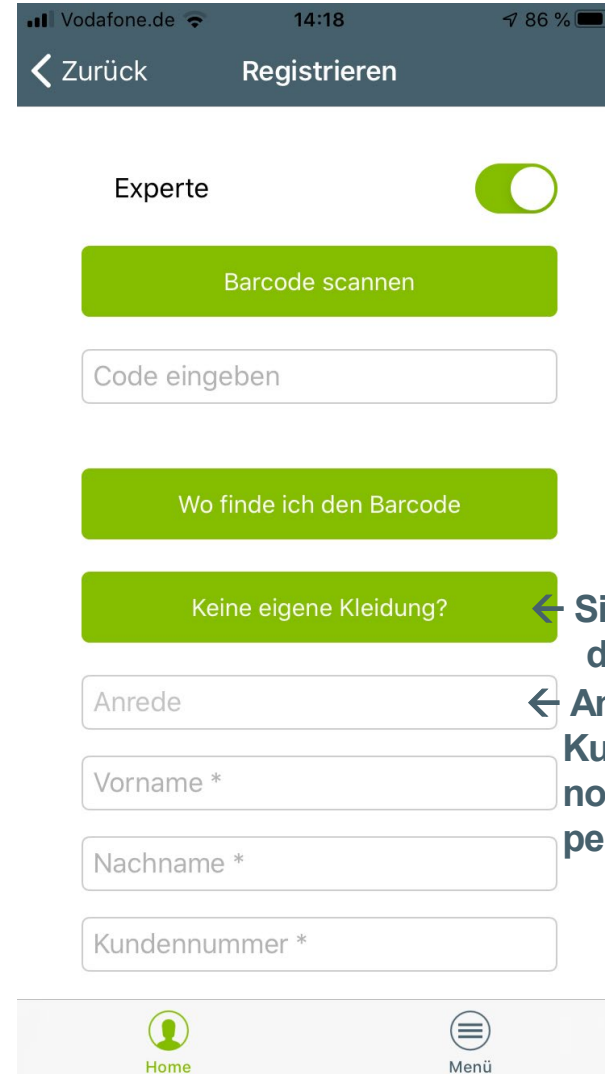 Vodafone.de 14:18 86 %
Zurück Registrieren
Experte
Barcode scannen
Code eingeben
Wo finde ich den Barcode
Keine eigene Kleidung?
Anrede
Vorname *
Nachname *
Kundennummer *
Home Menü